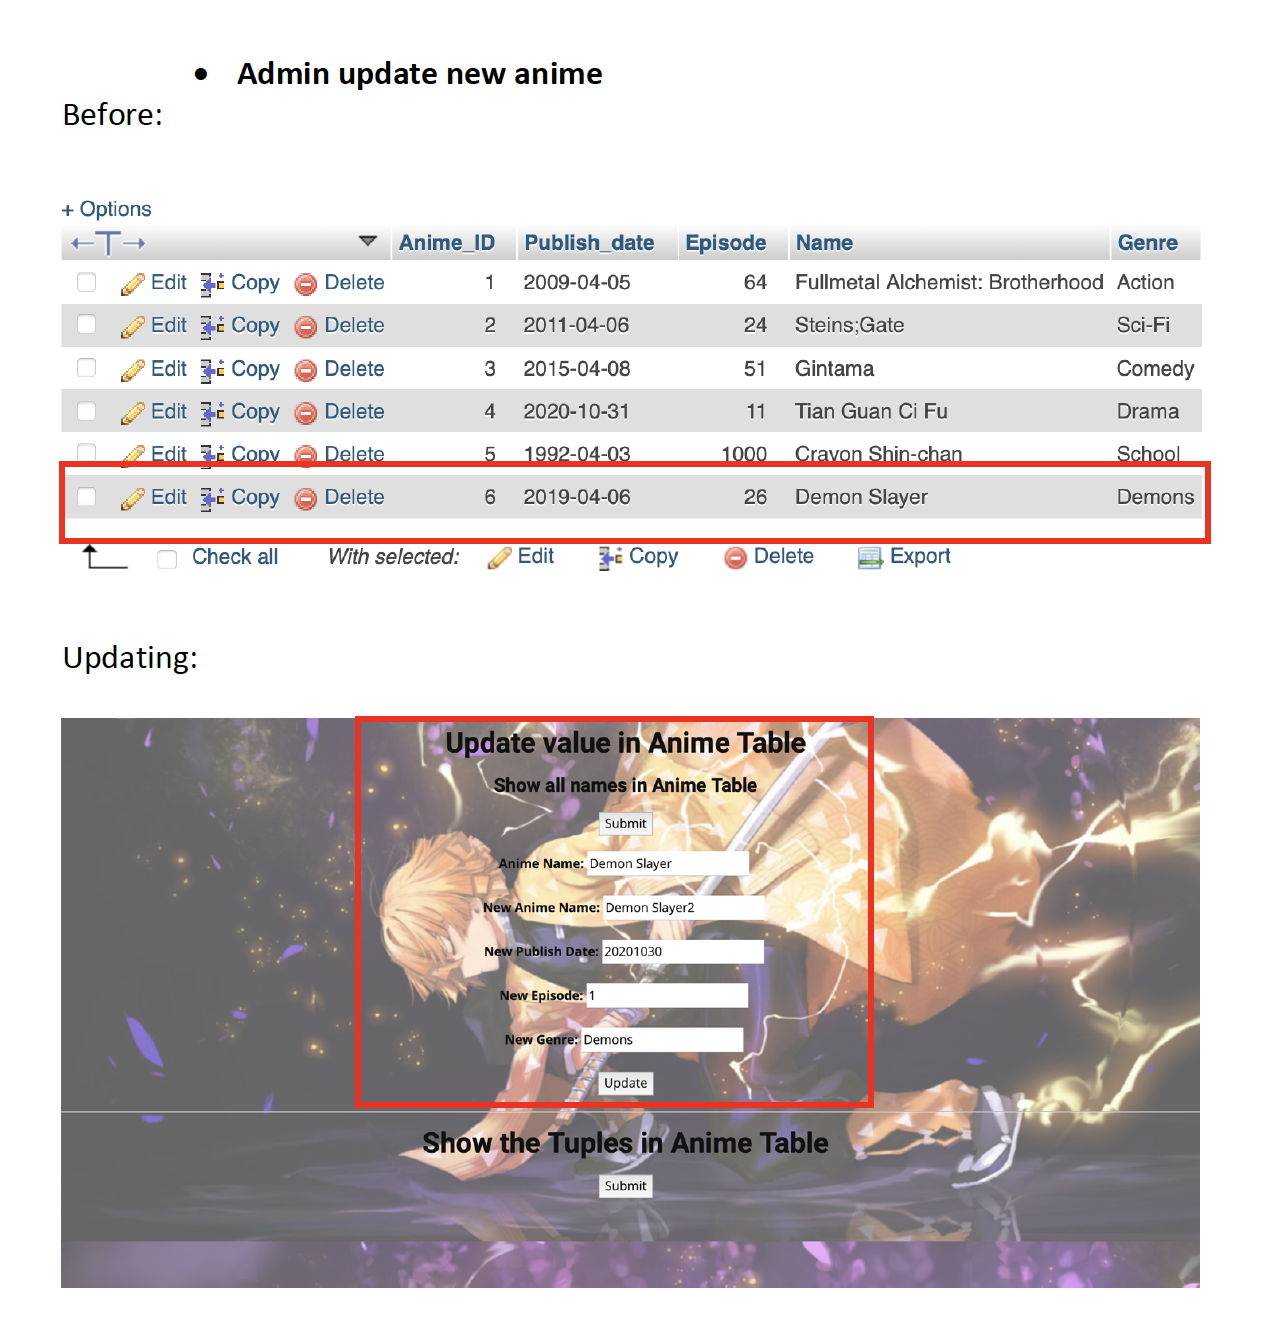 • Admin update new anime
Before:
+ Options
←T→ Anime_ID Publish_date Episode Name Genre
Edit Copy Delete 1 2009-04-05 64 Fullmetal Alchemist: Brotherhood Action
Edit Copy Delete 2 2011-04-06 24 Steins;Gate Sci-Fi
Edit Copy Delete 3 2015-04-08 51 Gintama Comedy
Edit Copy Delete 4 2020-10-31 11 Tian Guan Ci Fu Drama
Edit Copy Delete 5 1992-04-03 1000 Crayon Shin-chan School
Edit Copy Delete 6 2019-04-06 26 Demon Slayer Demons
Check all With selected: Edit Copy Delete Export
Updating:
Update value in Anime Table
Show all names in Anime Table
Submit
Anime Name: Demon Slayer
New Anime Name: Demon Slayer2
New Publish Date: 20201030
New Episode: 1
New Genre: Demons
Update
Show the Tuples in Anime Table
Submit